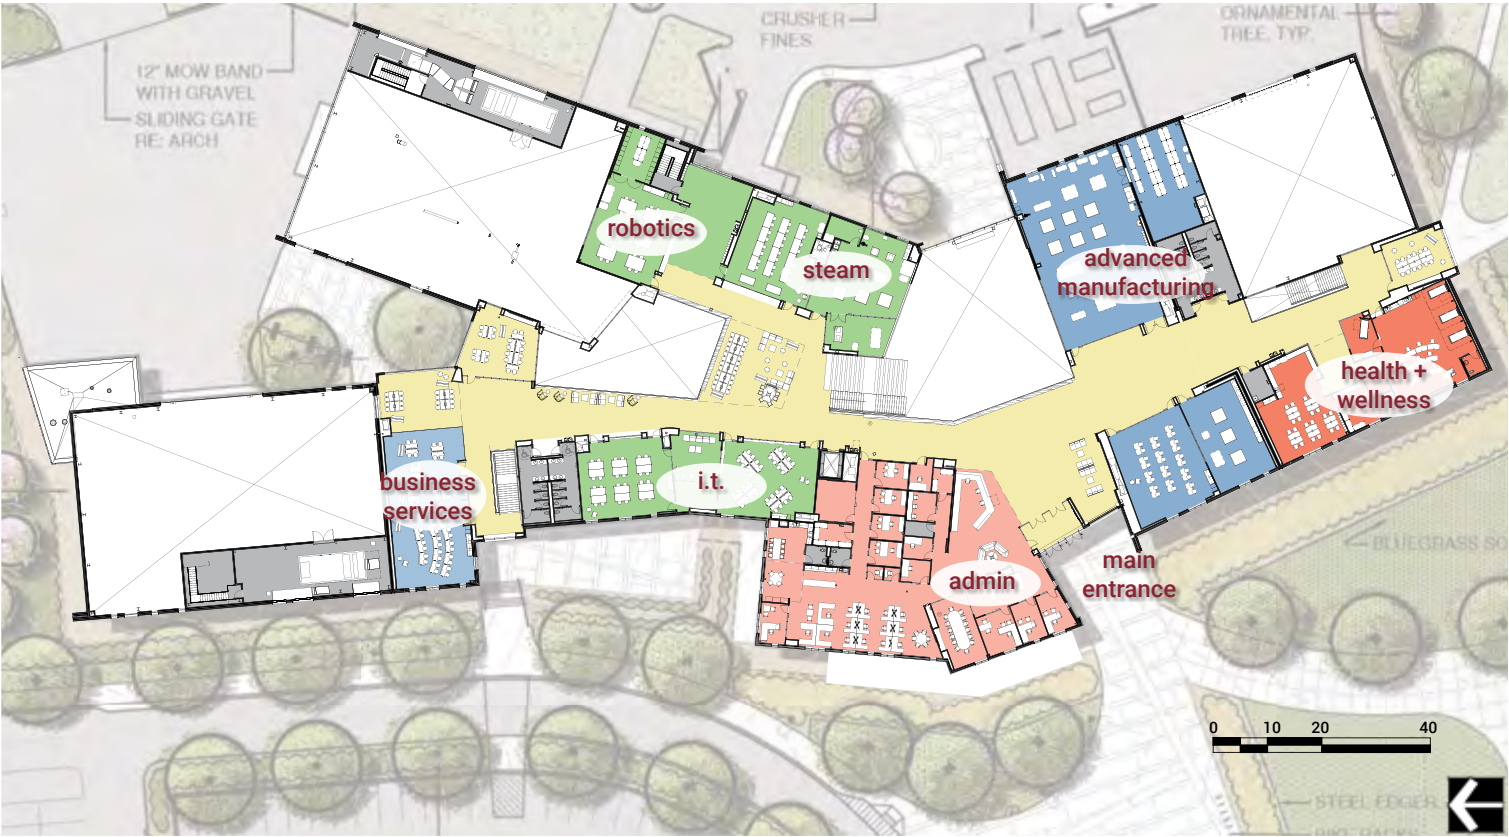 CRUSHER
FINES
ORNAMENTAL
TREE, TYP.
12" MOW BAND
WITH GRAVEL
SLIDING GATE
RE: ARCH
robotics
steam
advanced
manufacturing
health +
wellness
business
services
i.t.
admin
main
entrance
BLUEGRASS SO
0 10 20 40
STEEL EDGER